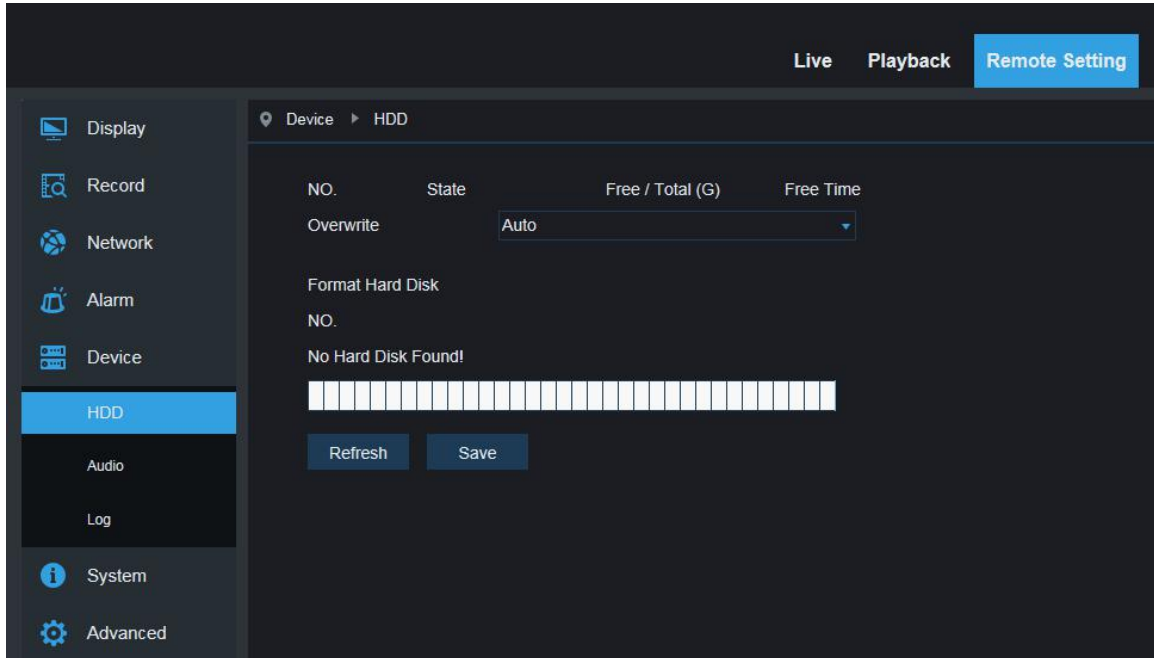 Live Playback Remote Setting
Display
Record
Network
Alarm
Device
HDD
Audio
Log
System
Advanced
Device HDD
NO. State Free / Total (G) Free Time
Overwrite Auto
Format Hard Disk
NO.
No Hard Disk Found!
Refresh Save